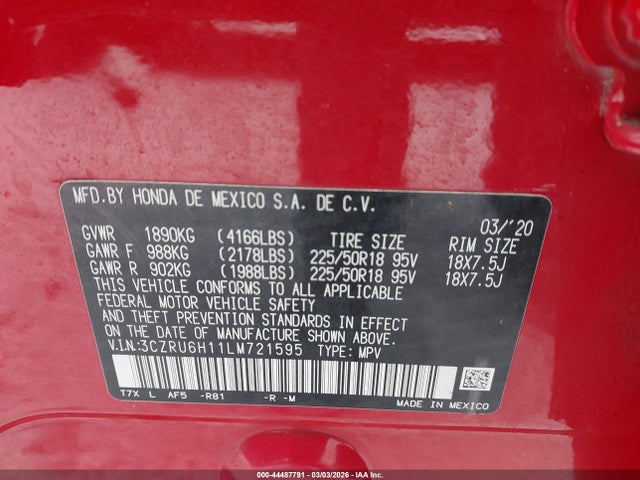 MFD.BY HONDA DE MEXICO S.A. DE C.V.
03/'20
GVWR 1890KG (4166LBS) TIRE SIZE RIM SIZE
GAWR F 988KG (2178LBS) 225/50R18 95V 18X7.5J
GAWR R 902KG (1988LBS) 225/50R18 95V 18X7.5J
THIS VEHICLE CONFORMS TO ALL APPLICABLE
FEDERAL MOTOR VEHICLE SAFETY
AND THEFT PREVENTION STANDARDS IN EFFECT
ON THE DATE OF MANUFACTURE SHOWN ABOVE.
V.I.N:3CZRU6H11LM721595 TYPE: MPV
T7X L AF5 -R81 -R -M
MADE IN MEXICO
000-44487791 - 03/03/2026 - IAAI.COM